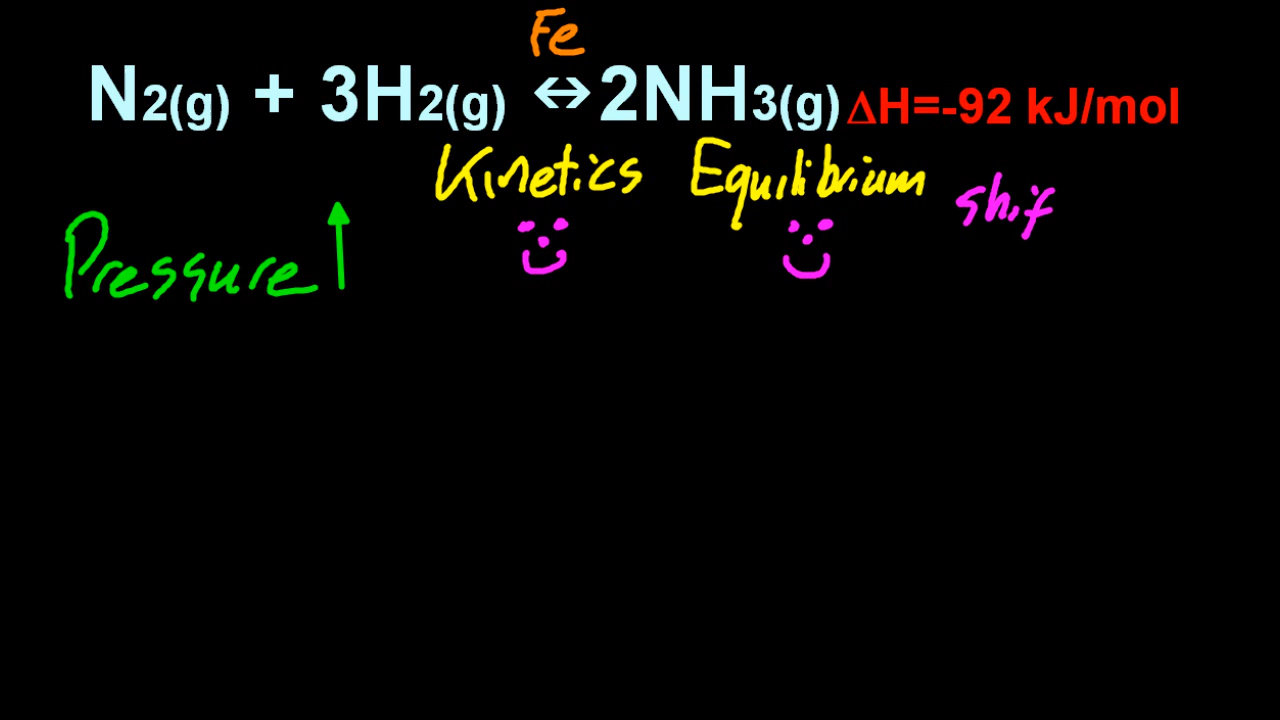 Fe
N2(g) + 3H2(g) ↔ 2NH3(g) ΔH=-92 kJ/mol
Kinetics Equilibrium shif
Pressure ↑